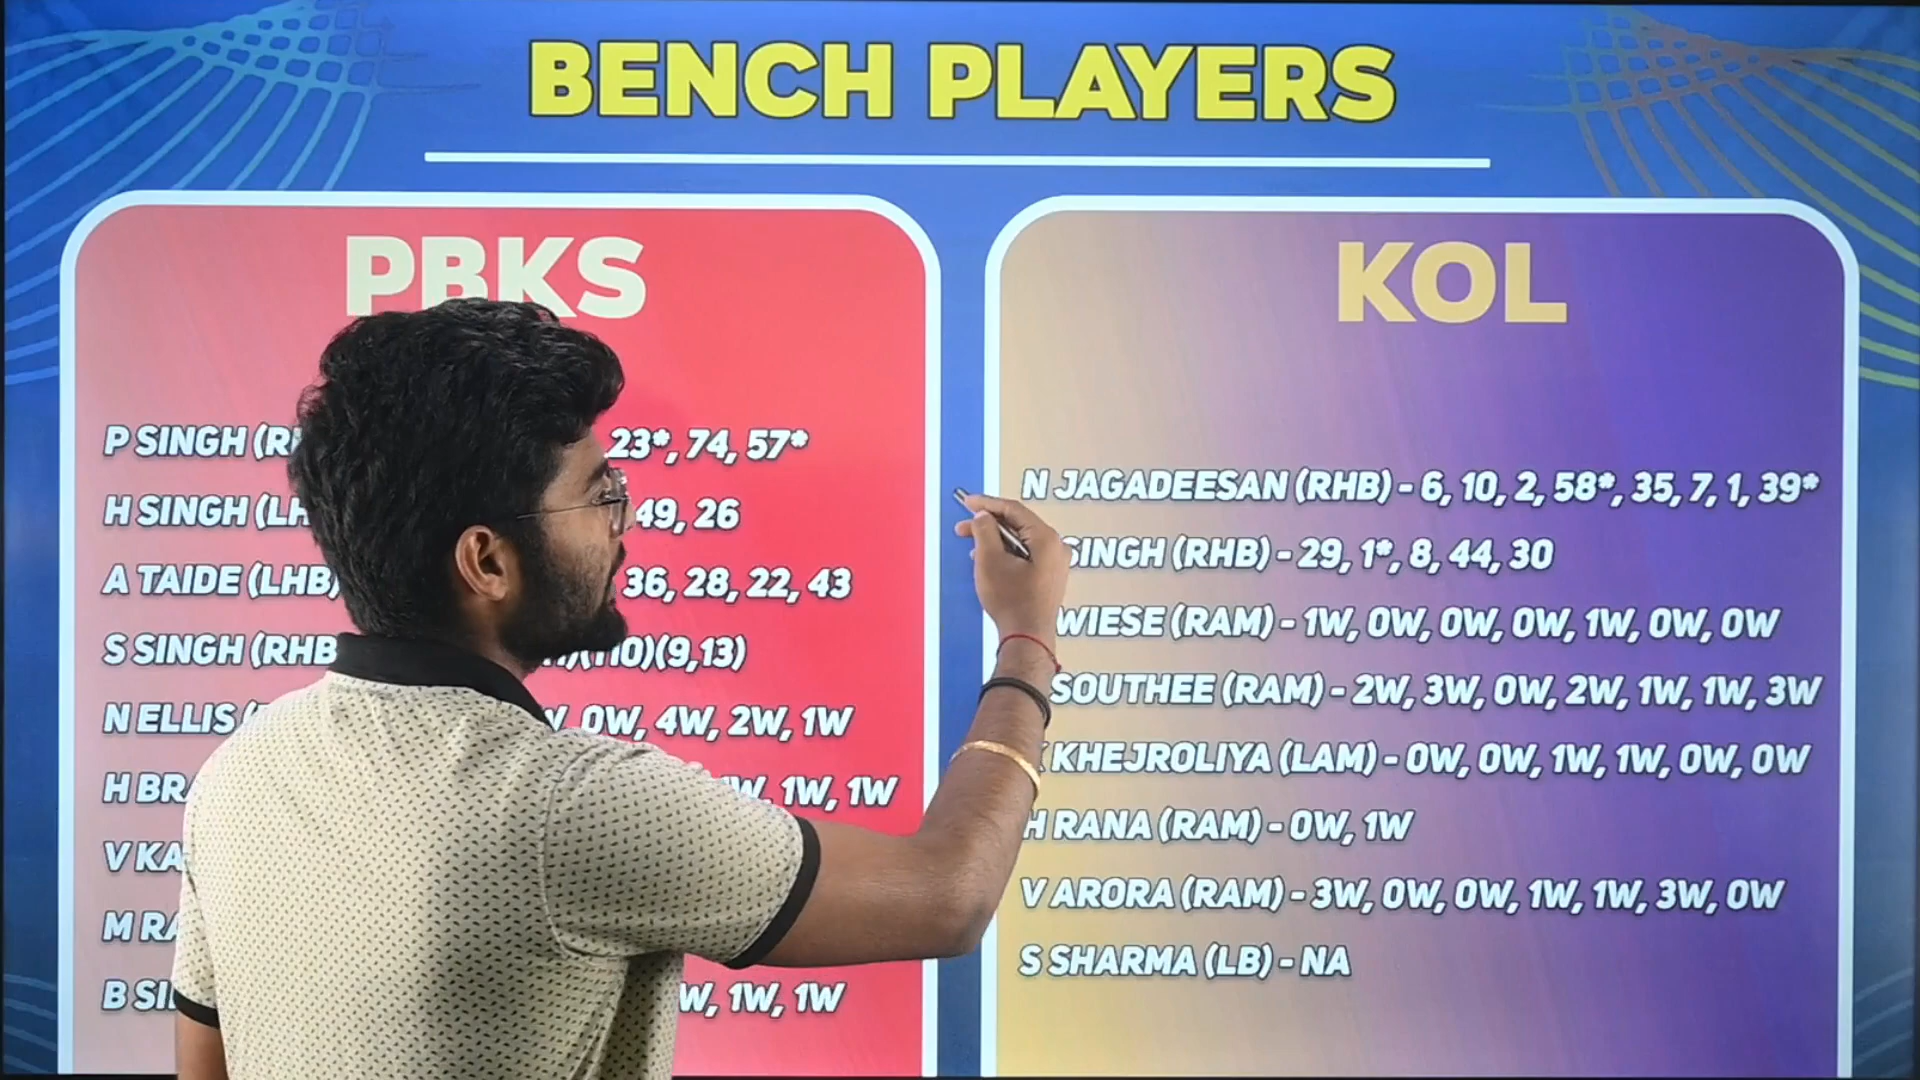 BENCH PLAYERS
PBKS
P SINGH 23*, 74, 57*
H SINGH 49, 26
A TAIDE (LHB) 36, 28, 22, 43
S SINGH (RHB (9,13)
N ELLIS 0W, 4W, 2W, 1W
1W, 1W
1W, 1W
KOL
N JAGADEESAN (RHB) - 6, 10, 2, 58*, 35, 7, 1, 39*
SINGH (RHB) - 29, 1*, 8, 44, 30
WIESE (RAM) - 1W, 0W, 0W, 0W, 1W, 0W, 0W
SOUTHEE (RAM) - 2W, 3W, 0W, 2W, 1W, 1W, 3W
KHEJROLIYA (LAM) - 0W, 0W, 1W, 1W, 0W, 0W
H RANA (RAM) - 0W, 1W
V ARORA (RAM) - 3W, 0W, 0W, 1W, 1W, 3W, 0W
S SHARMA (LB) - NA